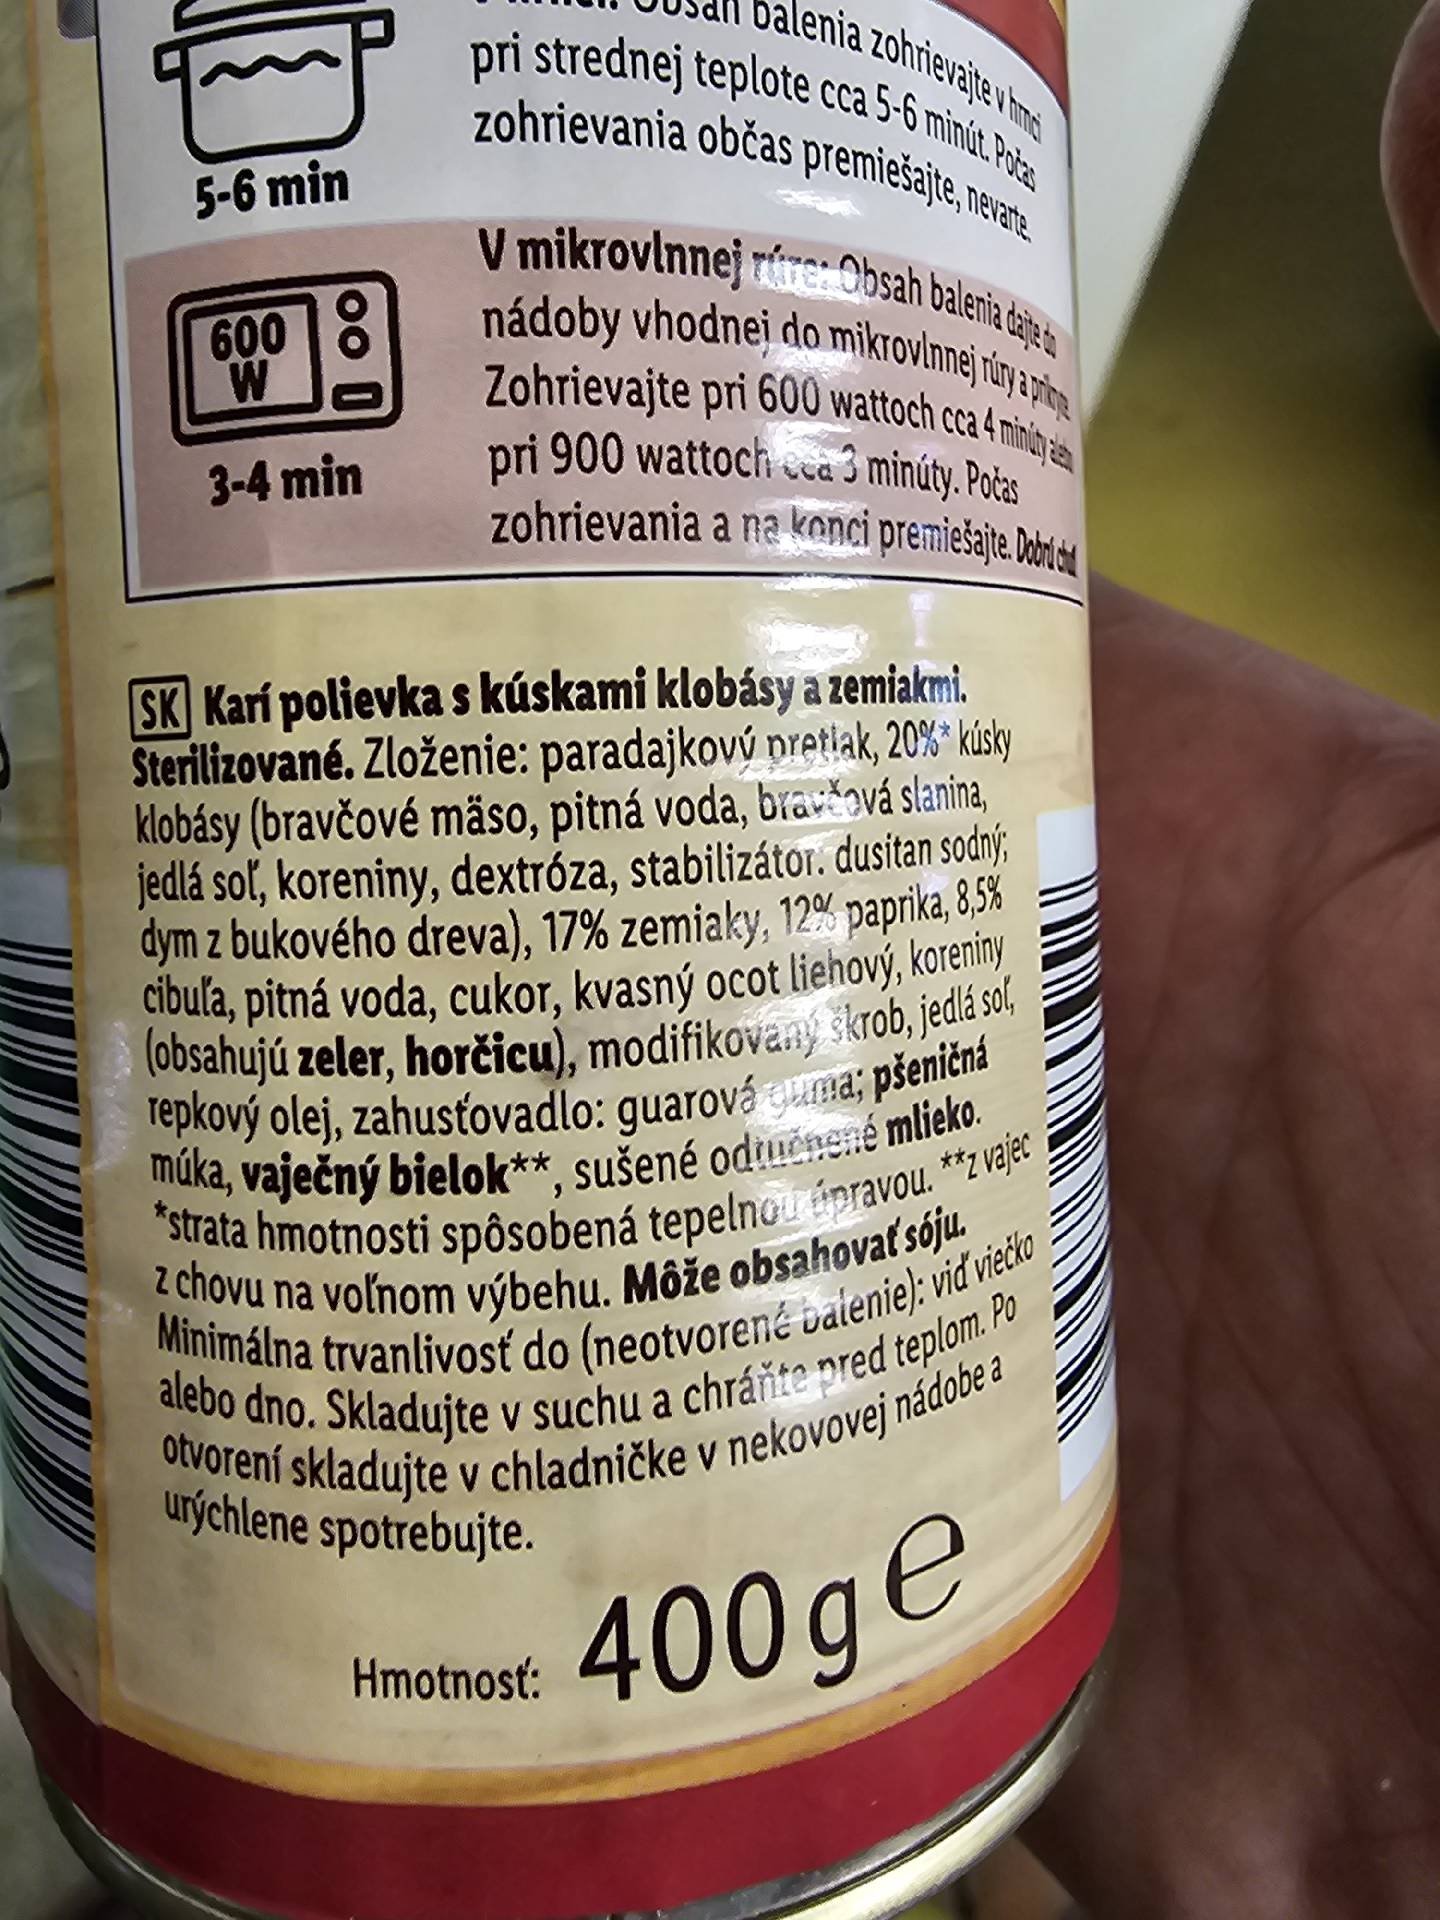 balenia zohrievajte v hrnci
pri strednej teplote cca 5-6 minút. Počas
zohrievania občas premiešajte, nevarte.
5-6 min
V mikrovlnnej rúre: Obsah balenia dajte do
nádoby vhodnej do mikrovlnnej rúry a prikryte.
Zohrievajte pri 600 wattoch cca 4 minúty alebo
pri 900 wattoch cca 3 minúty. Počas
zohrievania a na konci premiešajte. Dobrú chuť!
600
W
3-4 min
SK Karí polievka s kúskami klobásy a zemiakmi.
Sterilizované. Zloženie: paradajkový pretlak, 20%* kúsky
klobásy (bravčové mäso, pitná voda, bravčová slanina,
jedlá soľ, koreniny, dextróza, stabilizátor: dusitan sodný;
dym z bukového dreva), 17% zemiaky, 12% paprika, 8,5%
cibuľa, pitná voda, cukor, kvasný ocot liehový, koreniny
(obsahujú zeler, horčicu), modifikovaný škrob, jedlá soľ,
repkový olej, zahusťovadlo: guarová guma; pšeničná
múka, vaječný bielok**, sušené odtučnené mlieko.
*strata hmotnosti spôsobená tepelnou úpravou. **z vajec
z chovu na voľnom výbehu. Môže obsahovať sóju.
Minimálna trvanlivosť do (neotvorené balenie): viď viečko
alebo dno. Skladujte v suchu a chráňte pred teplom. Po
otvorení skladujte v chladničke v nekovovej nádobe a
urýchlene spotrebujte.
Hmotnosť: 400 g e